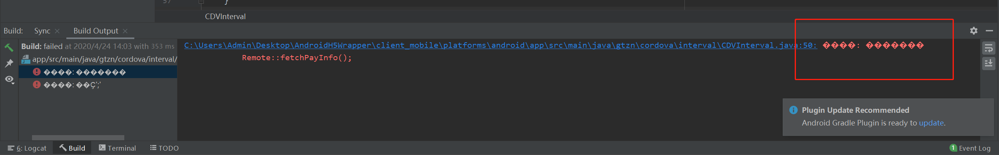 57
}
CDVInterval
Build: Sync Build Output
Build: failed at 2020/4/24 14:03 with 353 ms
app/src/main/java/gtzn/cordova/interval/
����: �������
����: ��Ç';'
C:\Users\Admin\Desktop\AndroidH5Wrapper\client_mobile\platforms\android\app\src\main\java\gtzn\cordova\interval\CDVInterval.java:50: ����: �������
Remote::fetchPayInfo();
Plugin Update Recommended
Android Gradle Plugin is ready to update.
6: Logcat Build Terminal TODO
1 Event Log